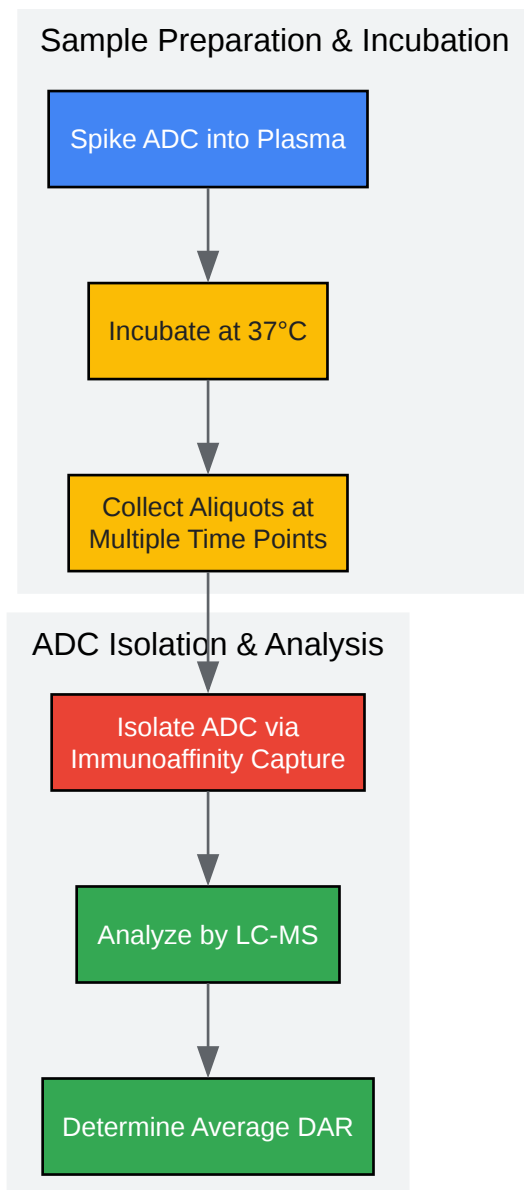 Sample Preparation & Incubation
Spike ADC into Plasma
Incubate at 37°C
Collect Aliquots at
Multiple Time Points
ADC Isolation & Analysis
Isolate ADC via
Immunoaffinity Capture
Analyze by LC-MS
Determine Average DAR